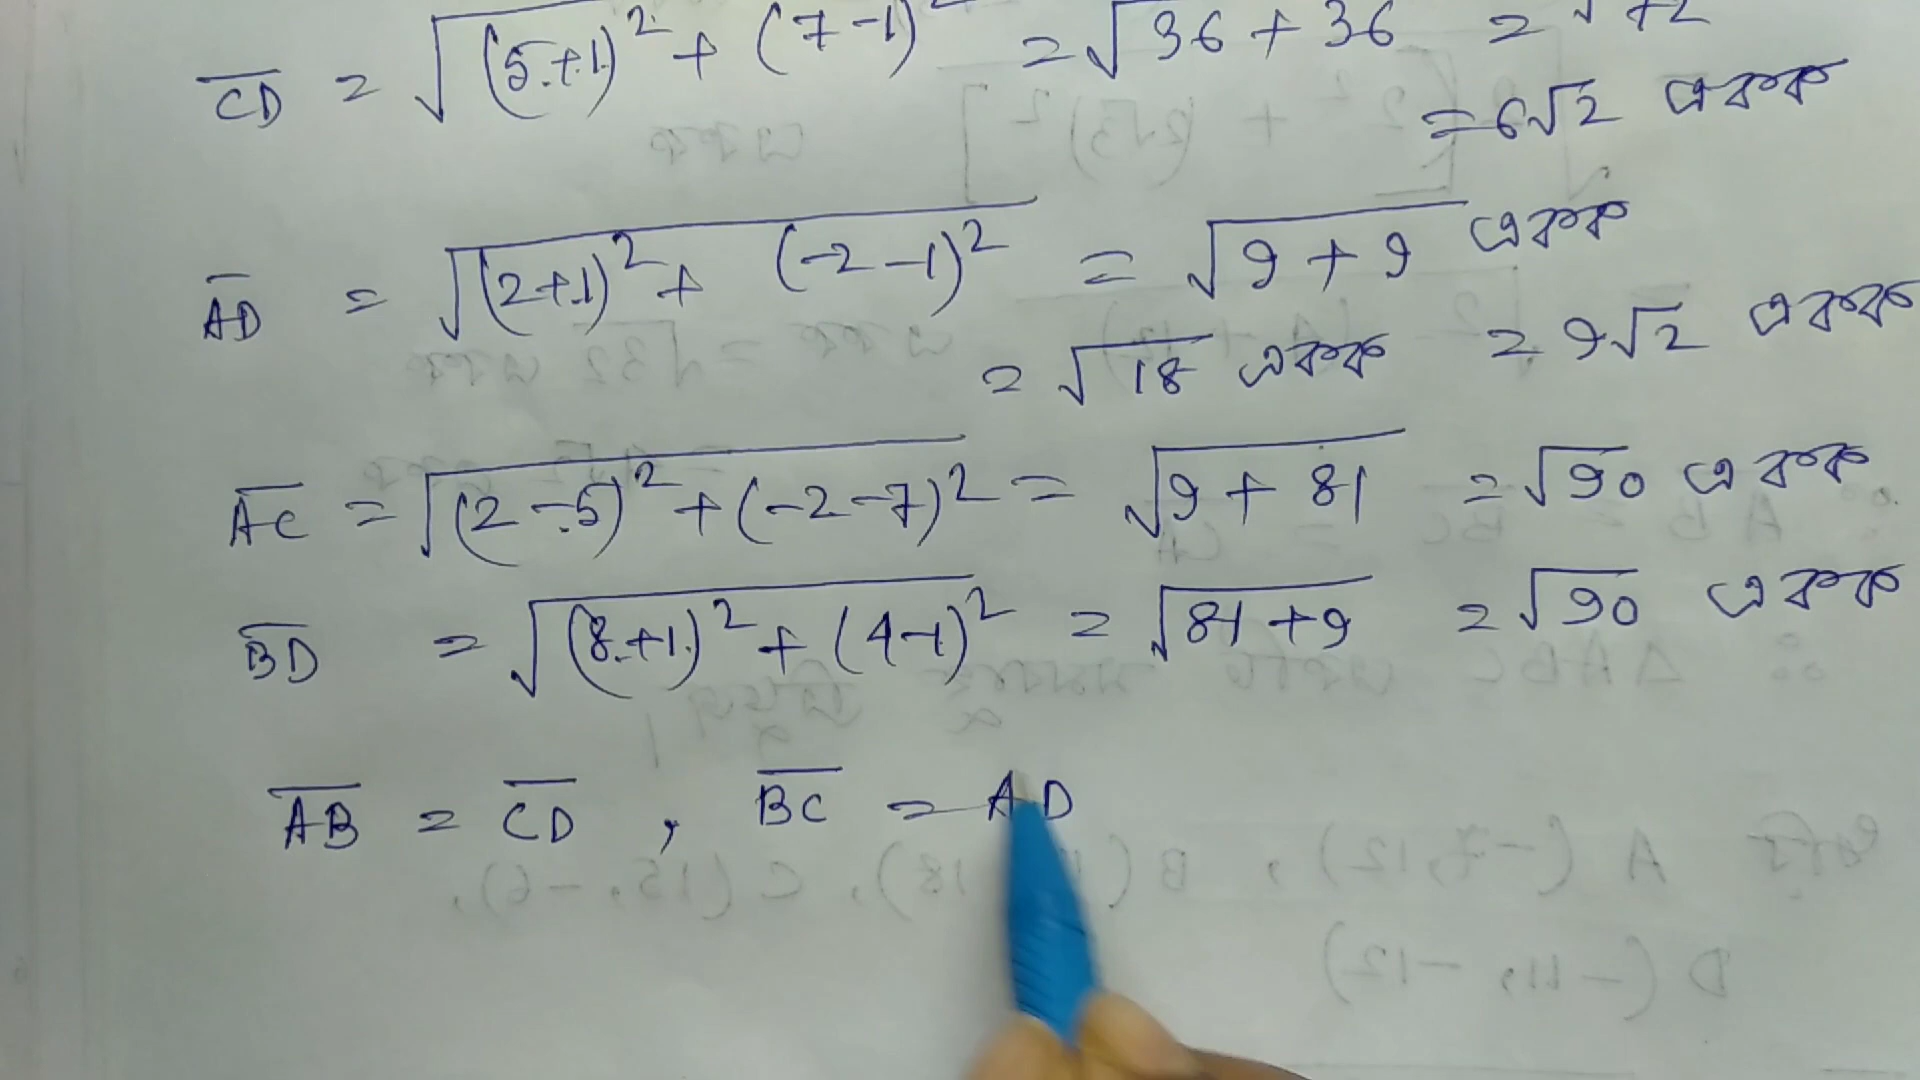 CD = √(5+1)² + (7-1)² = √36 + 36 = √72
= 6√2 একক
AD = √(2+1)² + (-2-1)² = √9 + 9 একক
= √18 একক = 9√2 একক
AC = √(2-5)² + (-2-7)² = √9 + 81 = √90 একক
BD = √(8+1)² + (4-1)² = √81 + 9 = √90 একক
AB = CD , BC = AD